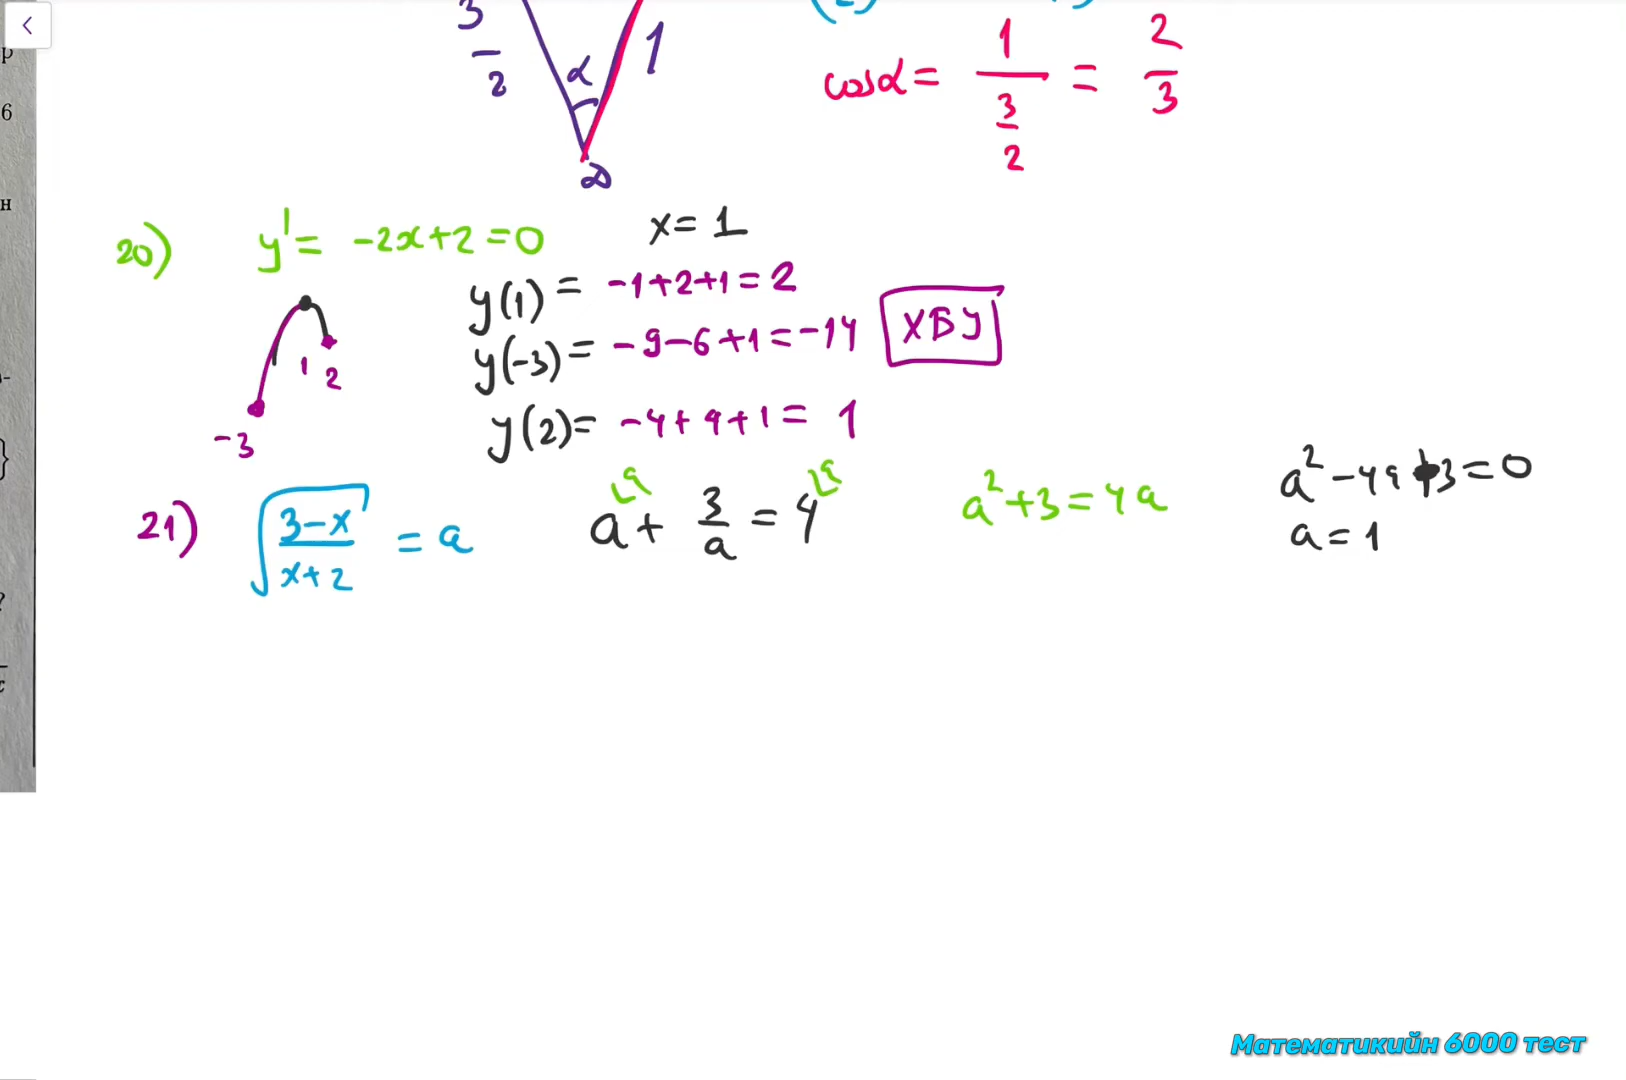 3/2 α 1
D
cosα = 1/(3/2) = 2/3
20) y' = -2x+2 = 0 x = 1
y(1) = -1+2+1 = 2
y(-3) = -9-6+1 = -14 ХБУ
y(2) = -4+4+1 = 1
1 2
-3
21) √((3-x)/(x+2)) = a
a + 3/a = 4
a²+3 = 4a
a²-4a+3 = 0
a = 1
Математикийн 6000 тест